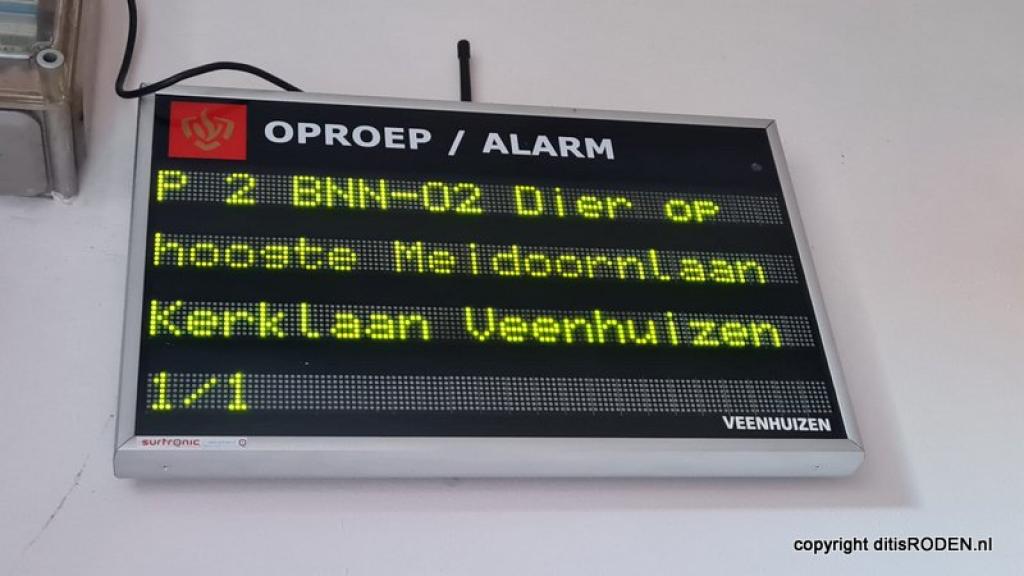 OPROEP / ALARM
P 2 BNN-02 Dier op
hoogte Meidoornlaan
Kerklaan Veenhuizen
1/1
VEENHUIZEN
surtronic
copyright ditisRODEN.nl